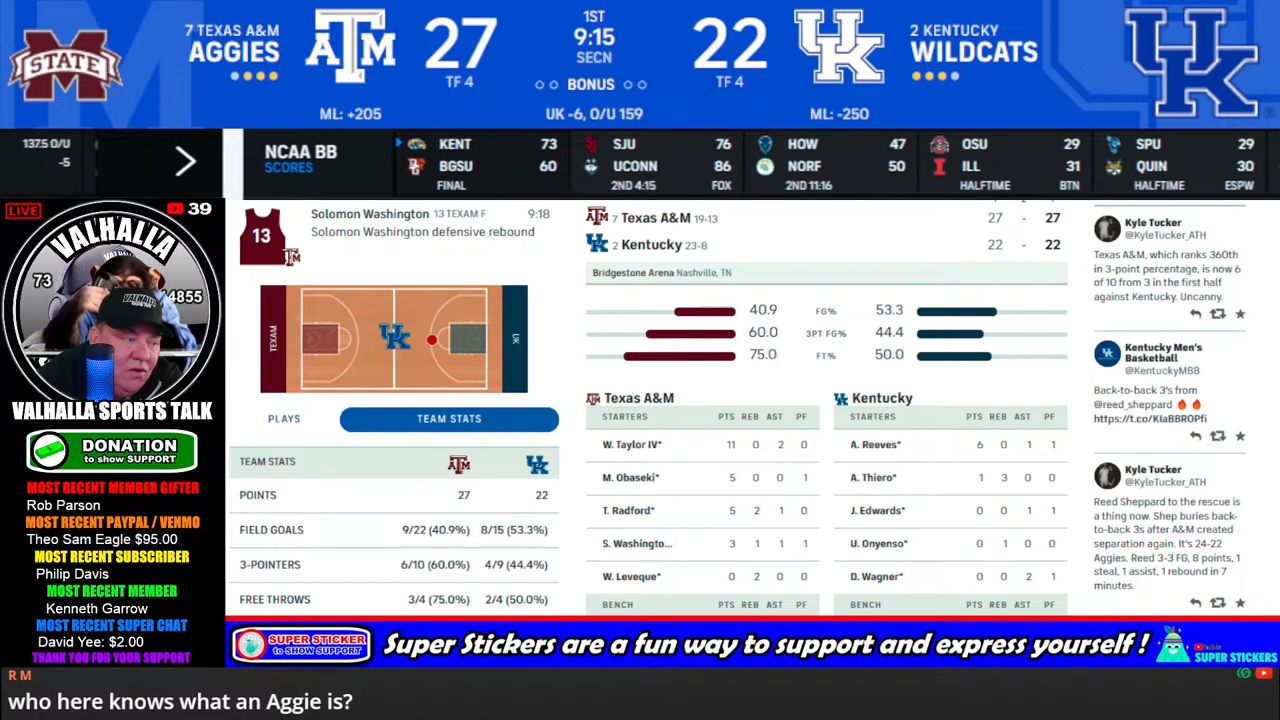 M
STATE
7 TEXAS A&M
AGGIES
ATM
27
TF 4
ML: +205
1ST
9:15
SECN
BONUS
UK -6, O/U 159
22
TF 4
ML: -250
UK
2 KENTUCKY
WILDCATS
UK
137.5 O/U
-5
NCAA BB
SCORES
KENT 73
BGSU 60
FINAL
SJU 76
UCONN 86
2ND 4:15 FOX
HOW 47
NORF 50
2ND 11:16
OSU 29
ILL 31
HALFTIME BTN
SPU 29
QUIN 30
HALFTIME ESPW
LIVE
39
VALHALLA
73
4855
VALHALLA SPORTS TALK
DONATION
to show SUPPORT
MOST RECENT MEMBER GIFTER
Rob Parson
MOST RECENT PAYPAL / VENMO
Theo Sam Eagle $95.00
MOST RECENT SUBSCRIBER
Philip Davis
MOST RECENT MEMBER
Kenneth Garrow
MOST RECENT SUPER CHAT
David Yee: $2.00
THANK YOU FOR YOUR SUPPORT
13
Solomon Washington 13 TEXAM F 9:18
Solomon Washington defensive rebound
TEXAM
UK
UK
PLAYS
TEAM STATS
TEAM STATS
POINTS 27 22
FIELD GOALS 9/22 (40.9%) 8/15 (53.3%)
3-POINTERS 6/10 (60.0%) 4/9 (44.4%)
FREE THROWS 3/4 (75.0%) 2/4 (50.0%)
7 Texas A&M 19-13 27 - 27
2 Kentucky 23-8 22 - 22
Bridgestone Arena Nashville, TN
40.9 FG% 53.3
60.0 3PT FG% 44.4
75.0 FT% 50.0
Texas A&M
STARTERS PTS REB AST PF
W. Taylor IV* 11 0 2 0
M. Obaseki* 5 0 0 1
T. Radford* 5 2 1 0
S. Washingto... 3 1 1 1
W. Leveque* 0 2 0 0
BENCH PTS REB AST PF
Kentucky
STARTERS PTS REB AST PF
A. Reeves* 6 0 1 1
A. Thiero* 1 3 0 0
J. Edwards* 0 0 1 1
U. Onyenso* 0 1 0 0
D. Wagner* 0 0 2 1
BENCH PTS REB AST PF
Kyle Tucker
@KyleTucker_ATH
Texas A&M, which ranks 360th
in 3-point percentage, is now 6
of 10 from 3 in the first half
against Kentucky. Uncanny.
Kentucky Men's
Basketball
@KentuckyMBB
Back-to-back 3's from
@reed_sheppard 🔥🔥
https://t.co/KIaBBROPfi
Kyle Tucker
@KyleTucker_ATH
Reed Sheppard to the rescue is
a thing now. Shep buries back-
to-back 3s after A&M created
separation again. It's 24-22
Aggies. Reed 3-3 FG, 8 points, 1
steal, 1 assist, 1 rebound in 7
minutes.
SUPER STICKER
to SHOW SUPPORT
Super Stickers are a fun way to support and express yourself !
SUPER STICKERS
R M
who here knows what an Aggie is?